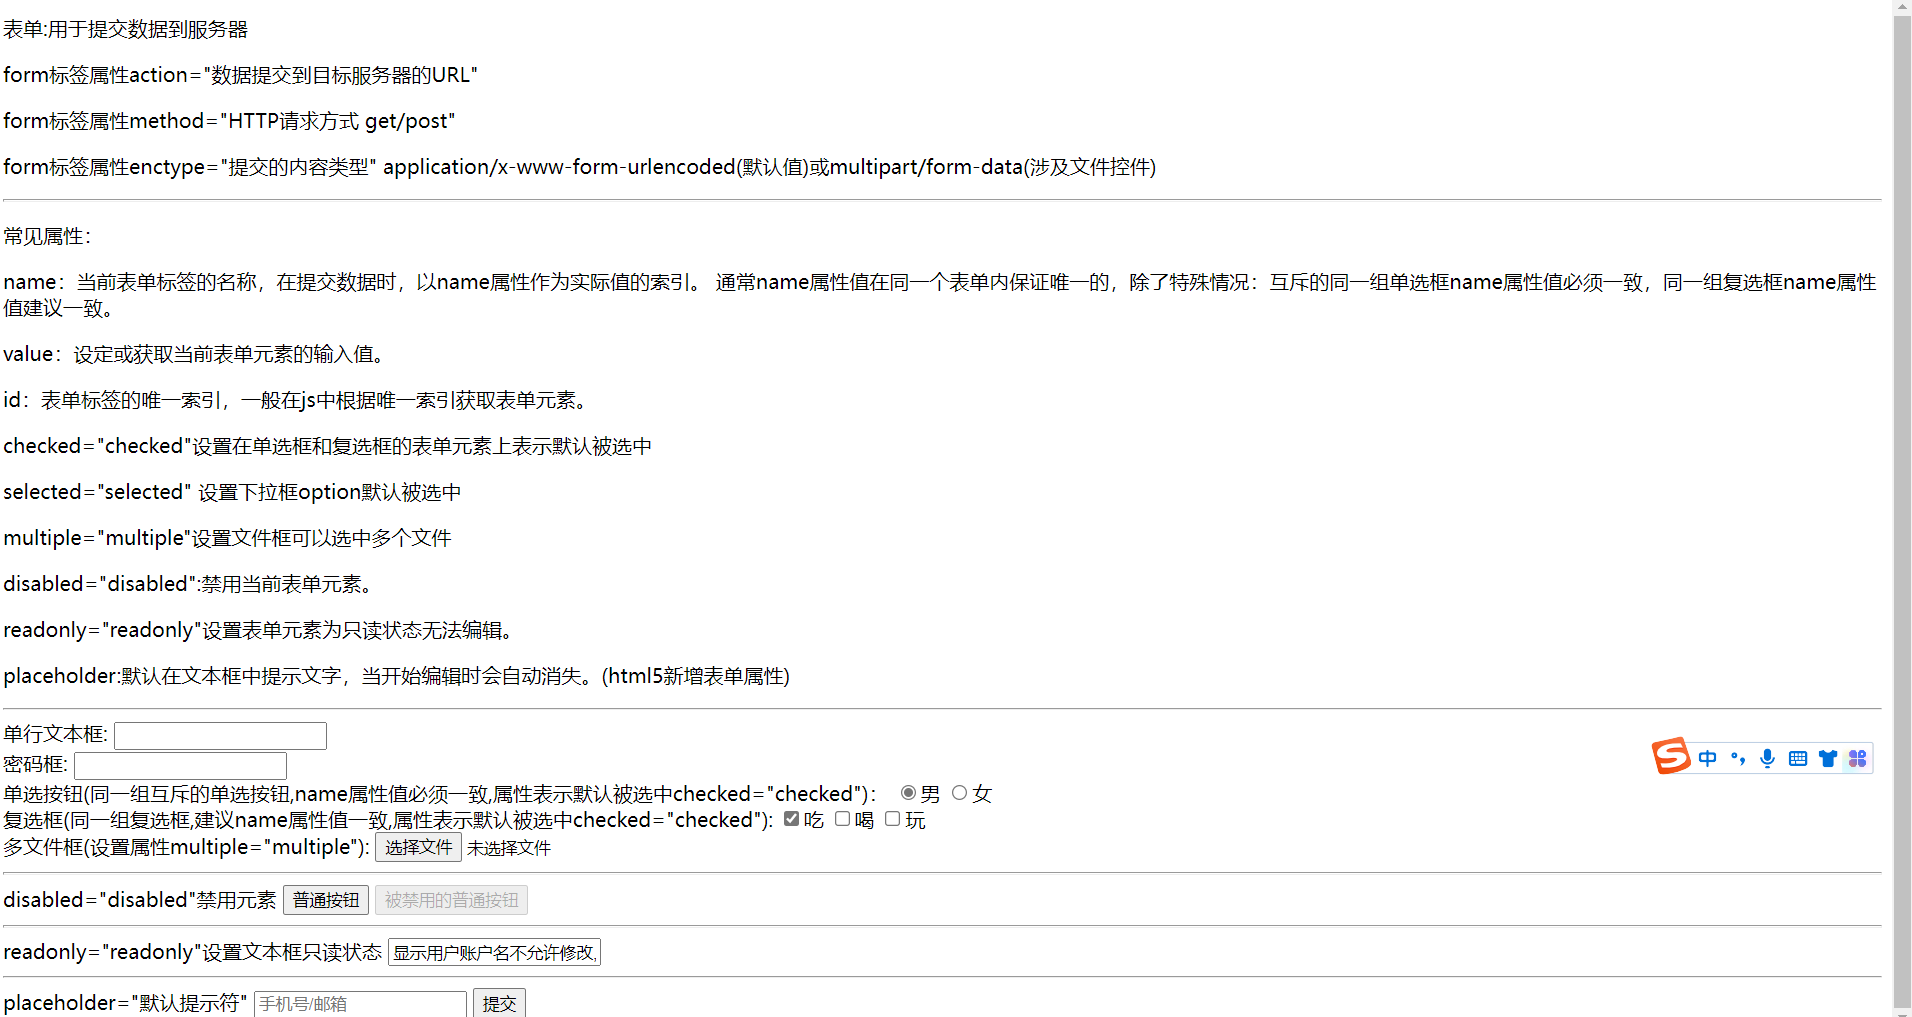 表单:用于提交数据到服务器
form标签属性action="数据提交到目标服务器的URL"
form标签属性method="HTTP请求方式 get/post"
form标签属性enctype="提交的内容类型" application/x-www-form-urlencoded(默认值)或multipart/form-data(涉及文件控件)
常见属性：
name：当前表单标签的名称，在提交数据时，以name属性作为实际值的索引。 通常name属性值在同一个表单内保证唯一的，除了特殊情况：互斥的同一组单选框name属性值必须一致，同一组复选框name属性
值建议一致。
value：设定或获取当前表单元素的输入值。
id：表单标签的唯一索引，一般在js中根据唯一索引获取表单元素。
checked="checked"设置在单选框和复选框的表单元素上表示默认被选中
selected="selected" 设置下拉框option默认被选中
multiple="multiple"设置文件框可以选中多个文件
disabled="disabled":禁用当前表单元素。
readonly="readonly"设置表单元素为只读状态无法编辑。
placeholder:默认在文本框中提示文字，当开始编辑时会自动消失。(html5新增表单属性)
单行文本框:
密码框:
中
单选按钮(同一组互斥的单选按钮,name属性值必须一致,属性表示默认被选中checked="checked")： 男 女
复选框(同一组复选框,建议name属性值一致,属性表示默认被选中checked="checked"): 吃 喝 玩
多文件框(设置属性multiple="multiple"): 选择文件 未选择文件
disabled="disabled"禁用元素 普通按钮 被禁用的普通按钮
readonly="readonly"设置文本框只读状态 显示用户账户名不允许修改,
placeholder="默认提示符" 手机号/邮箱 提交